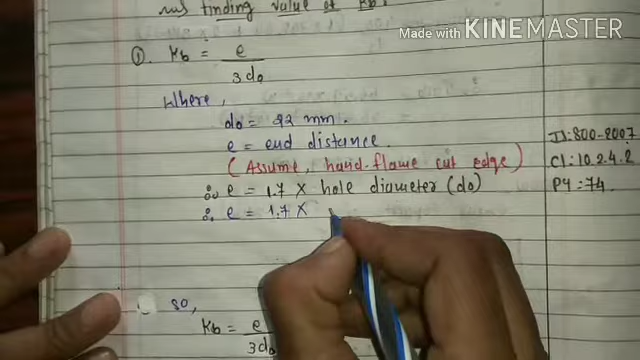 Made with KINEMASTER
finding value of Kb.
①. Kb = e
3d₀
Where,
d₀ = 22 mm.
e = end distance.
(Assume, hand-flame cut edge)
∴ e = 1.7 × hole diameter (d₀)
∴ e = 1.7 ×
so,
Kb = e
3d₀
IS:800-2007
Cl: 10.2.4.2
P4:74.